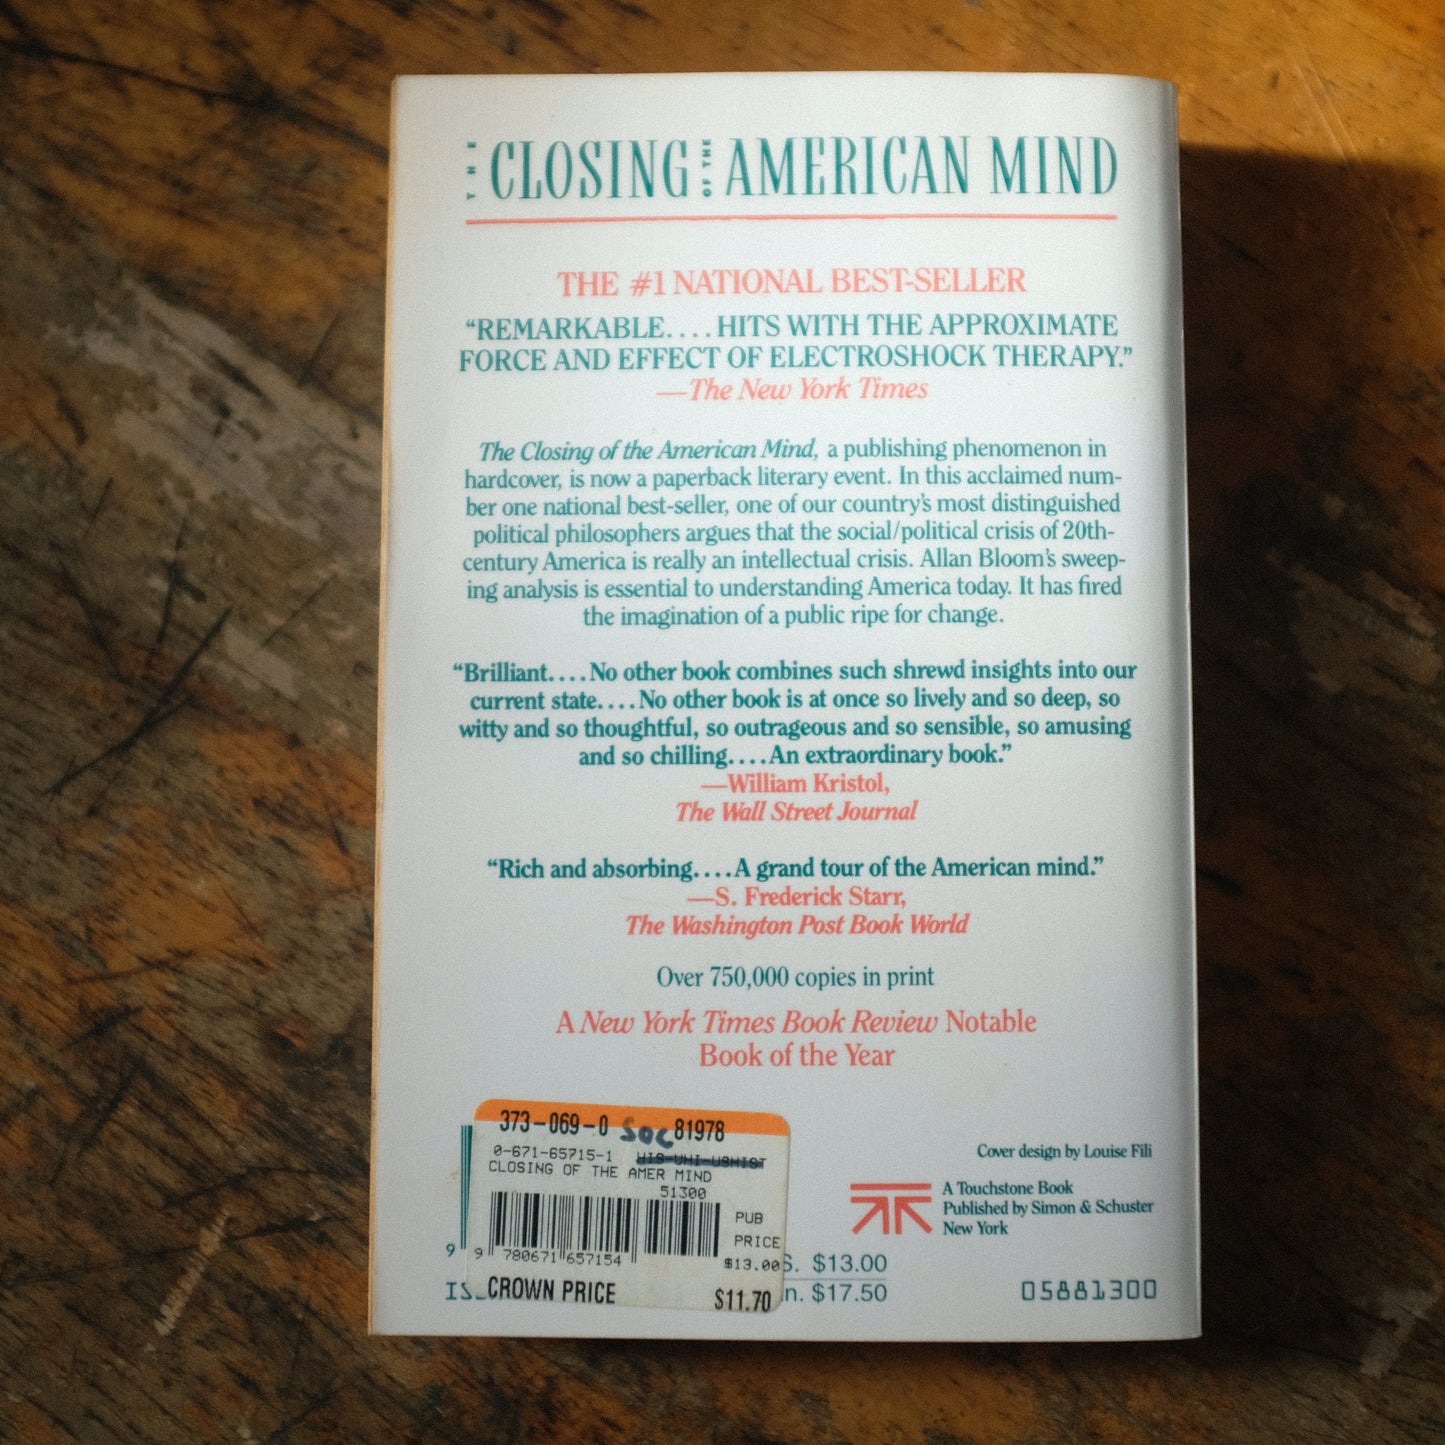 THE CLOSING OF THE AMERICAN MIND
THE #1 NATIONAL BEST-SELLER
“REMARKABLE....HITS WITH THE APPROXIMATE
FORCE AND EFFECT OF ELECTROSHOCK THERAPY.”
—The New York Times
The Closing of the American Mind, a publishing phenomenon in
hardcover, is now a paperback literary event. In this acclaimed num-
ber one national best-seller, one of our country's most distinguished
political philosophers argues that the social/political crisis of 20th-
century America is really an intellectual crisis. Allan Bloom's sweep-
ing analysis is essential to understanding America today. It has fired
the imagination of a public ripe for change.
“Brilliant....No other book combines such shrewd insights into our
current state....No other book is at once so lively and so deep, so
witty and so thoughtful, so outrageous and so sensible, so amusing
and so chilling....An extraordinary book.”
—William Kristol,
The Wall Street Journal
“Rich and absorbing....A grand tour of the American mind.”
—S. Frederick Starr,
The Washington Post Book World
Over 750,000 copies in print
A New York Times Book Review Notable
Book of the Year
373-069-0 SOC 81978
0-671-65715-1
CLOSING OF THE AMER MIND
51300
PUB
PRICE
9 780671 657154
$13.00
CROWN PRICE $11.70
9
S. $13.00
n. $17.50
Cover design by Louise Fili
A Touchstone Book
Published by Simon & Schuster
New York
05881300